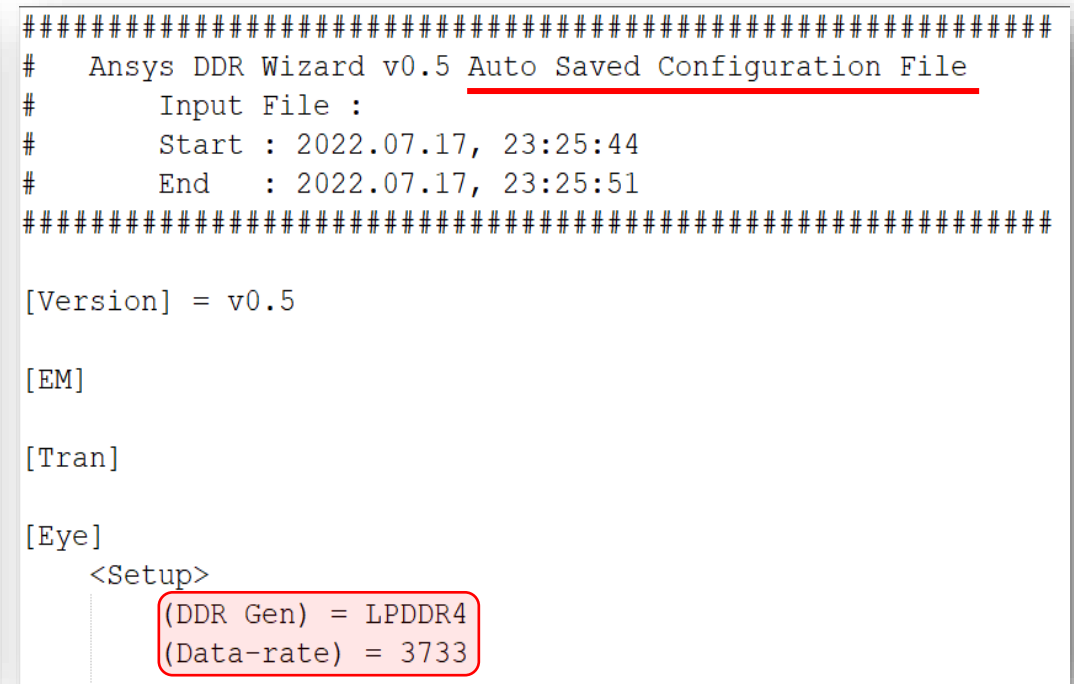 ############################################################
#   Ansys DDR Wizard v0.5 Auto Saved Configuration File
#       Input File :
#       Start : 2022.07.17, 23:25:44
#       End   : 2022.07.17, 23:25:51
############################################################
[Version] = v0.5
[EM]
[Tran]
[Eye]
    <Setup>
        (DDR Gen) = LPDDR4
        (Data-rate) = 3733